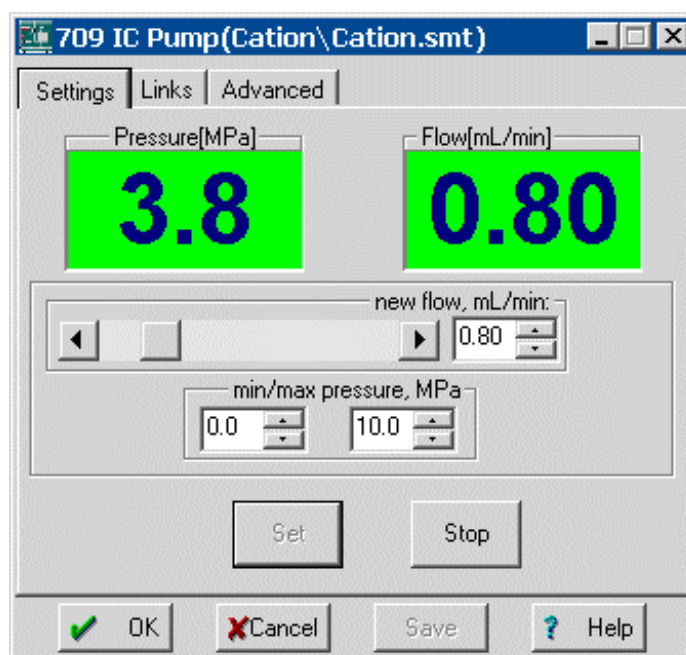 709 IC Pump(Cation\Cation.smt)
Settings Links Advanced
Pressure[MPa] Flow[mL/min]
3.8 0.80
new flow, mL/min:
0.80
min/max pressure, MPa
0.0 10.0
Set Stop
OK Cancel Save ? Help